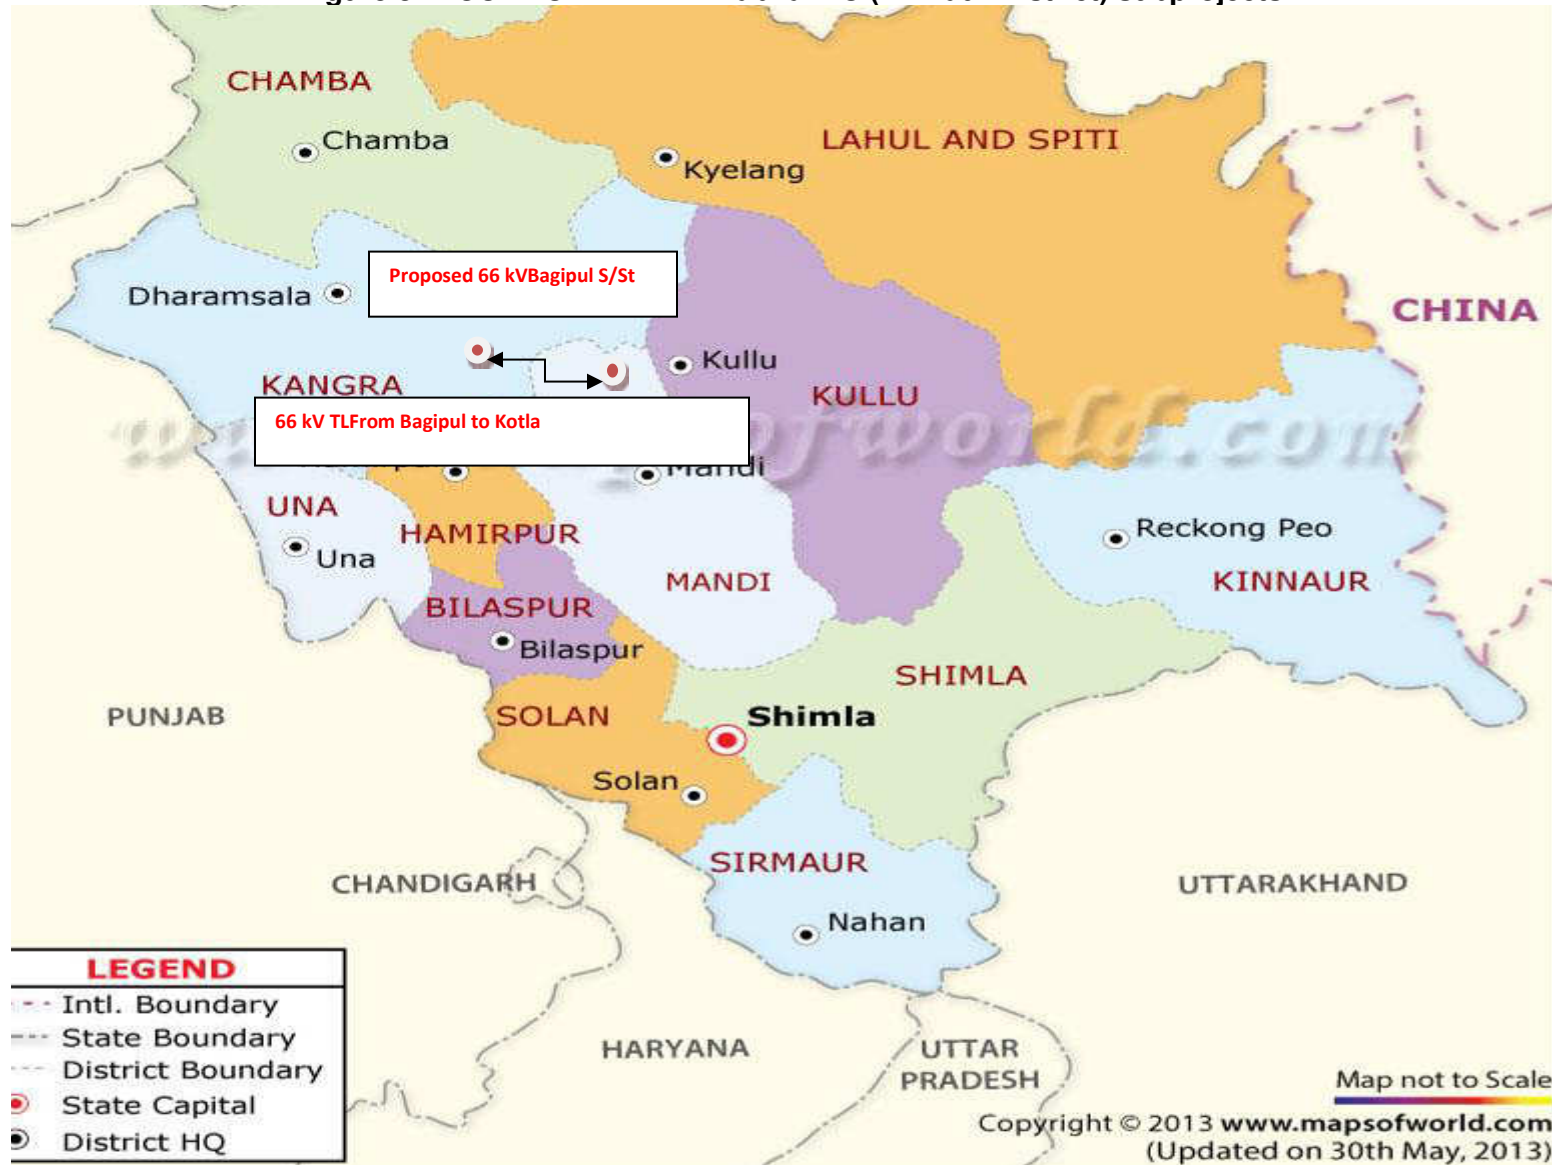 CHAMBA
Chamba
LAHUL AND SPITI
Kyelang
Proposed 66 kVBagipul S/St
Dharamsala
CHINA
Kullu
KANGRA
KULLU
66 kV TLFrom Bagipul to Kotla
ofworld.com
Mandi
UNA
HAMIRPUR
Una
Reckong Peo
MANDI
KINNAUR
BILASPUR
Bilaspur
SHIMLA
PUNJAB
SOLAN
Shimla
Solan
SIRMAUR
CHANDIGARH
UTTARAKHAND
Nahan
LEGEND
Intl. Boundary
State Boundary
District Boundary
State Capital
District HQ
HARYANA
UTTAR
PRADESH
Map not to Scale
Copyright © 2013 www.mapsofworld.com
(Updated on 30th May, 2013)